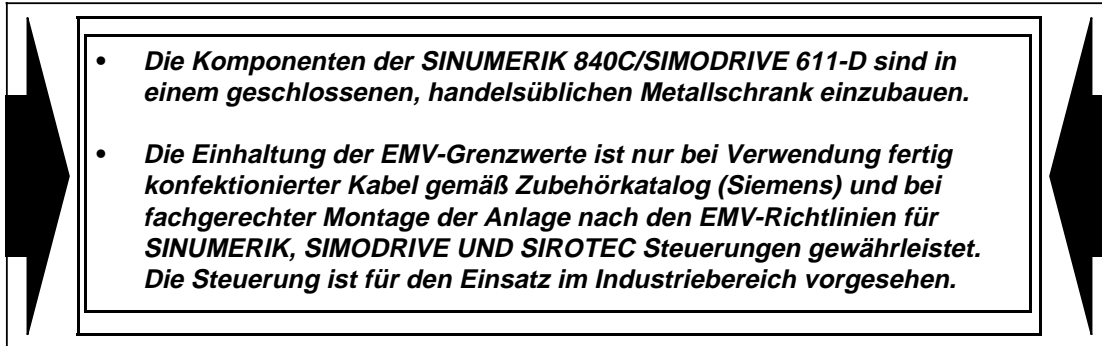 • Die Komponenten der SINUMERIK 840C/SIMODRIVE 611-D sind in
einem geschlossenen, handelsüblichen Metallschrank einzubauen.
• Die Einhaltung der EMV-Grenzwerte ist nur bei Verwendung fertig
konfektionierter Kabel gemäß Zubehörkatalog (Siemens) und bei
fachgerechter Montage der Anlage nach den EMV-Richtlinien für
SINUMERIK, SIMODRIVE UND SIROTEC Steuerungen gewährleistet.
Die Steuerung ist für den Einsatz im Industriebereich vorgesehen.